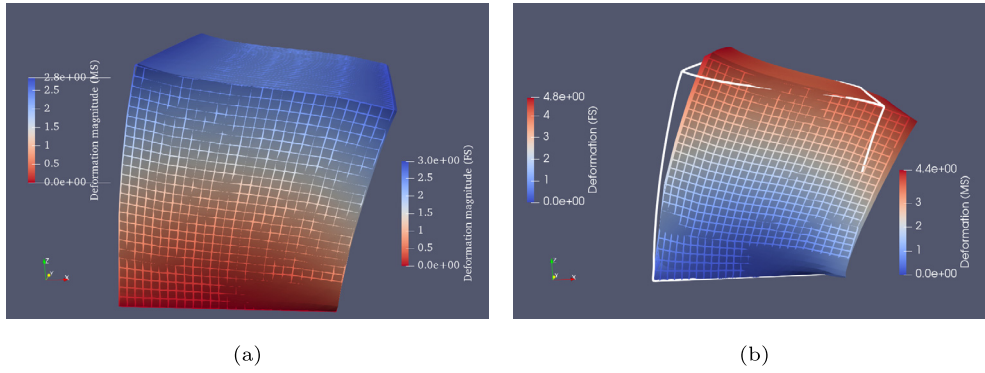 2.8e+00
2.5
2
1.5
1
0.5
0.0e+00
Deformation magnitude (MS)
3.0e+00
2.5
2
1.5
1
0.5
0.0e+00
Deformation magnitude (FS)
Z
Y
X
(a)
4.8e+00
4
3
2
1
0.0e+00
Deformation (FS)
4.4e+00
3
2
1
0.0e+00
Deformation (MS)
Z
Y
X
(b)